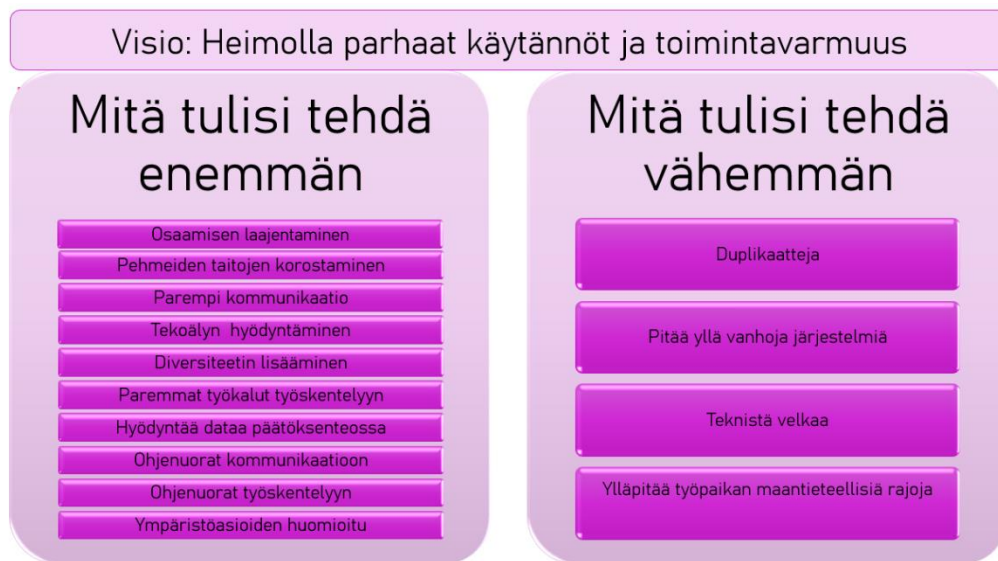 Visio: Heimolla parhaat käytännöt ja toimintavarmuus
Mitä tulisi tehdä
enemmän
Osaamisen laajentaminen
Pehmeiden taitojen korostaminen
Parempi kommunikaatio
Tekoälyn hyödyntäminen
Diversiteetin lisääminen
Paremmat työkalut työskentelyyn
Hyödyntää dataa päätöksenteossa
Ohjenuorat kommunikaatioon
Ohjenuorat työskentelyyn
Ympäristöasioiden huomioitu
Mitä tulisi tehdä
vähemmän
Duplikaatteja
Pitää yllä vanhoja järjestelmiä
Teknistä velkaa
Ylläpitää työpaikan maantieteellisiä rajoja